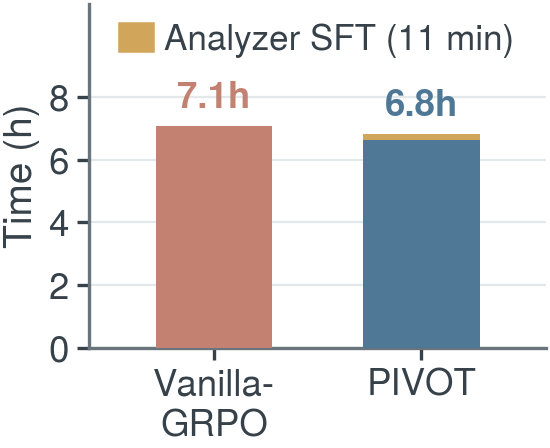 Analyzer SFT (11 min)
7.1h
6.8h
Time (h)
8
6
4
2
0
Vanilla-
GRPO
PIVOT